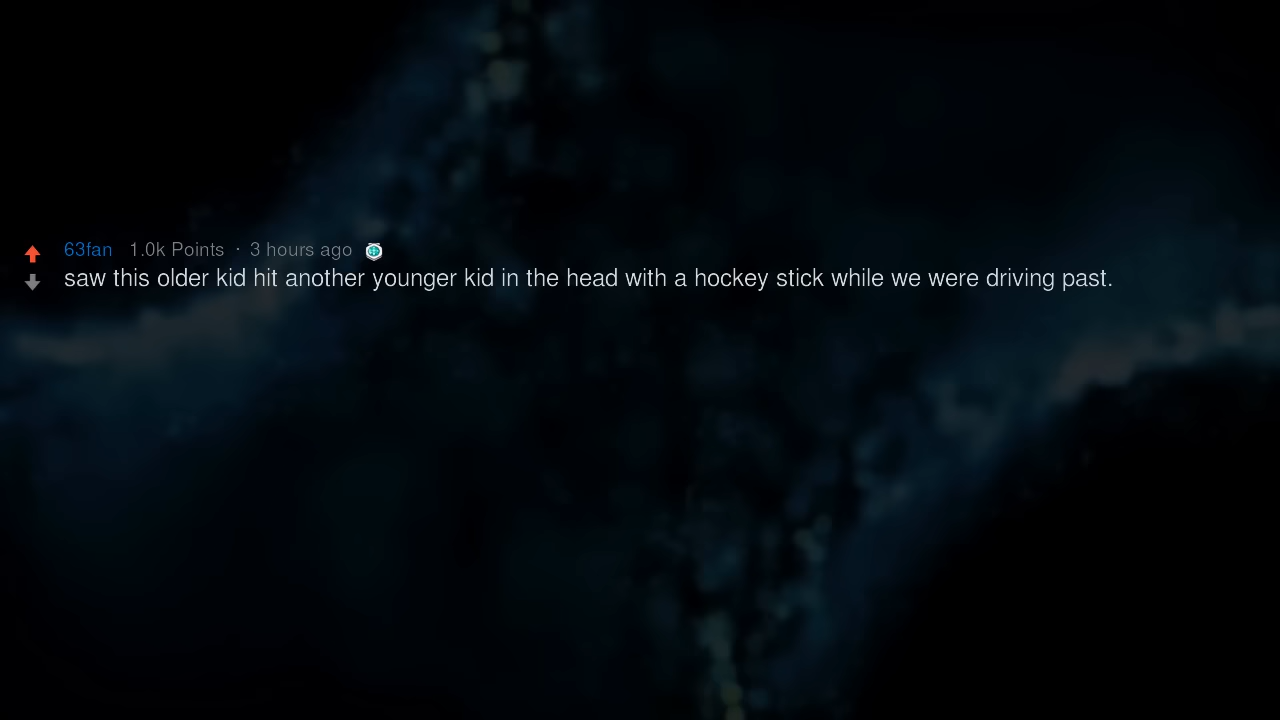 63fan 1.0k Points · 3 hours ago
saw this older kid hit another younger kid in the head with a hockey stick while we were driving past.